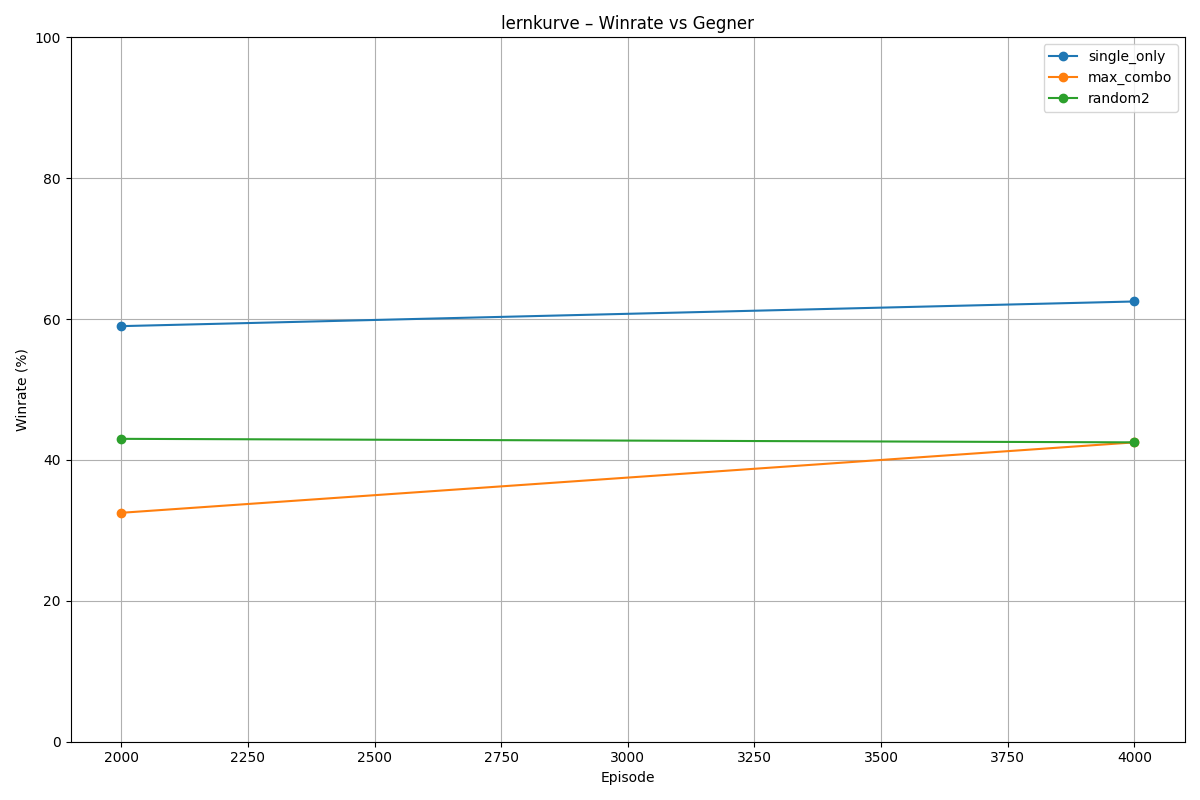 lernkurve – Winrate vs Gegner
100
80
60
40
20
0
Winrate (%)
single_only
max_combo
random2
2000 2250 2500 2750 3000 3250 3500 3750 4000
Episode